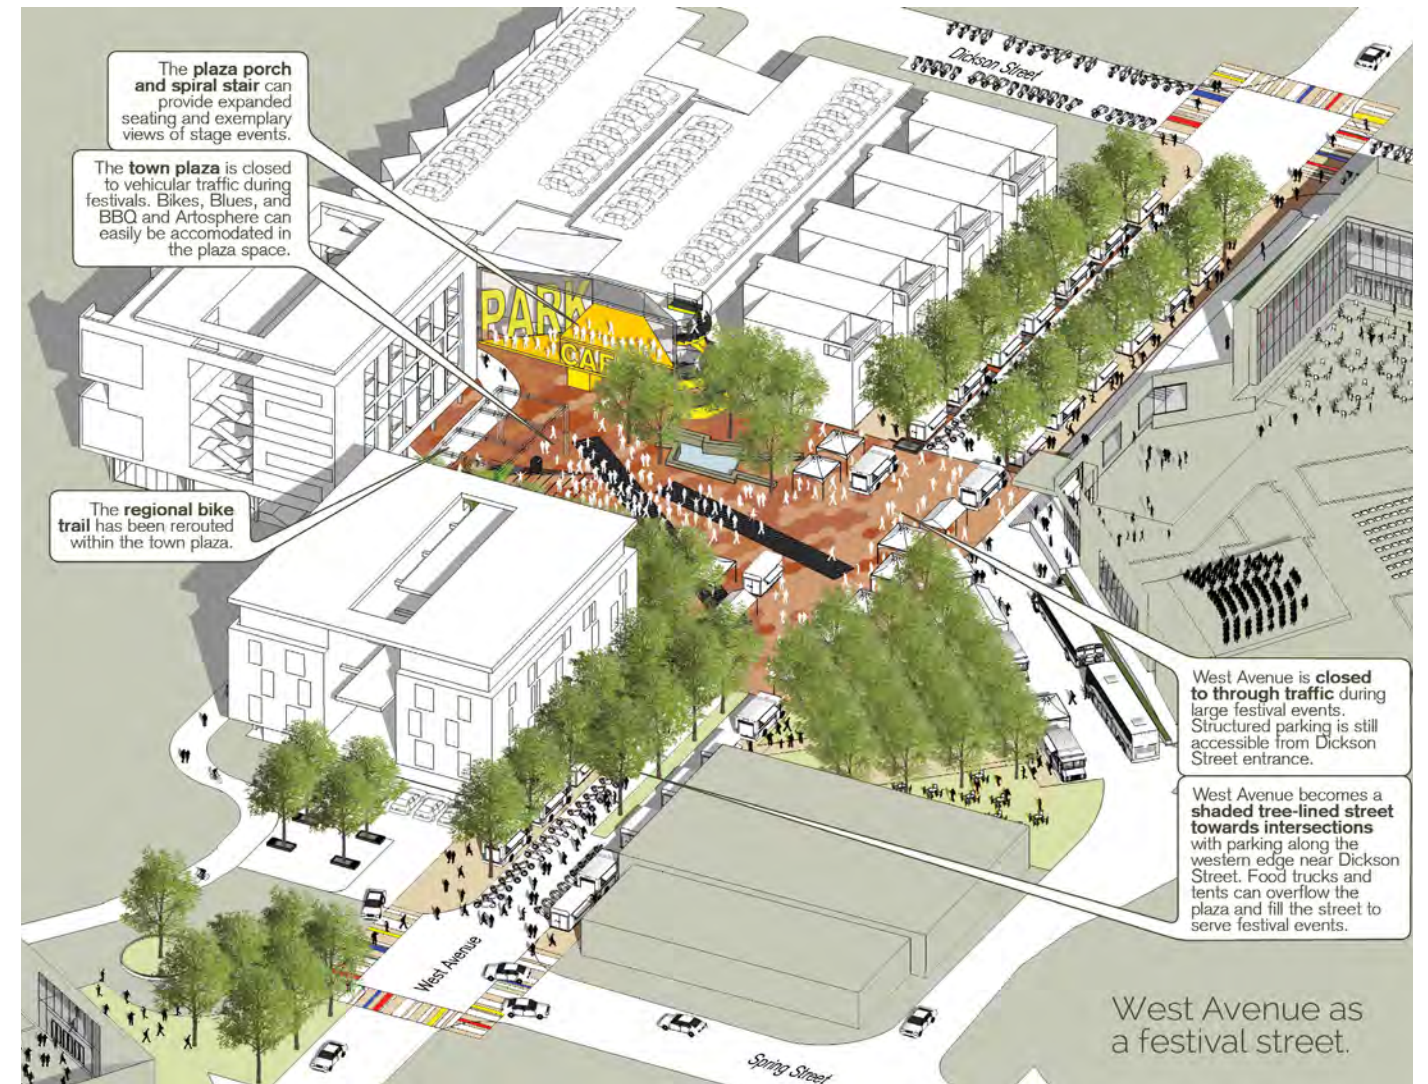 The plaza porch
and spiral stair can
provide expanded
seating and exemplary
views of stage events.
The town plaza is closed
to vehicular traffic during
festivals. Bikes, Blues, and
BBQ and Artosphere can
easily be accomodated in
the plaza space.
The regional bike
trail has been rerouted
within the town plaza.
Dickson Street
PARK
CAF
West Avenue is closed
to through traffic during
large festival events.
Structured parking is still
accessible from Dickson
Street entrance.
West Avenue becomes a
shaded tree-lined street
towards intersections
with parking along the
western edge near Dickson
Street. Food trucks and
tents can overflow the
plaza and fill the street to
serve festival events.
West Avenue
Spring Street
West Avenue as
a festival street.